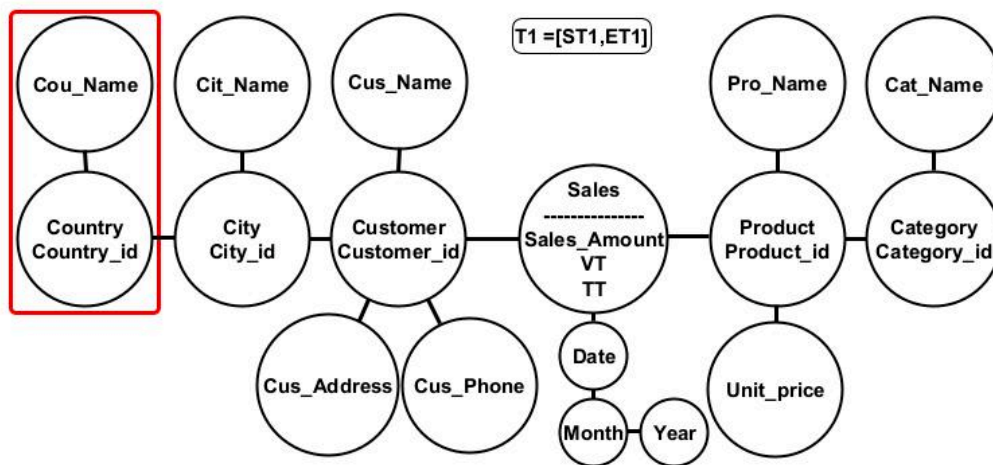 T1 =[ST1,ET1]
Cou_Name
Cit_Name
Cus_Name
Pro_Name
Cat_Name
Country
Country_id
City
City_id
Customer
Customer_id
Sales
---------------
Sales_Amount
VT
TT
Product
Product_id
Category
Category_id
Cus_Address
Cus_Phone
Date
Month
Year
Unit_price